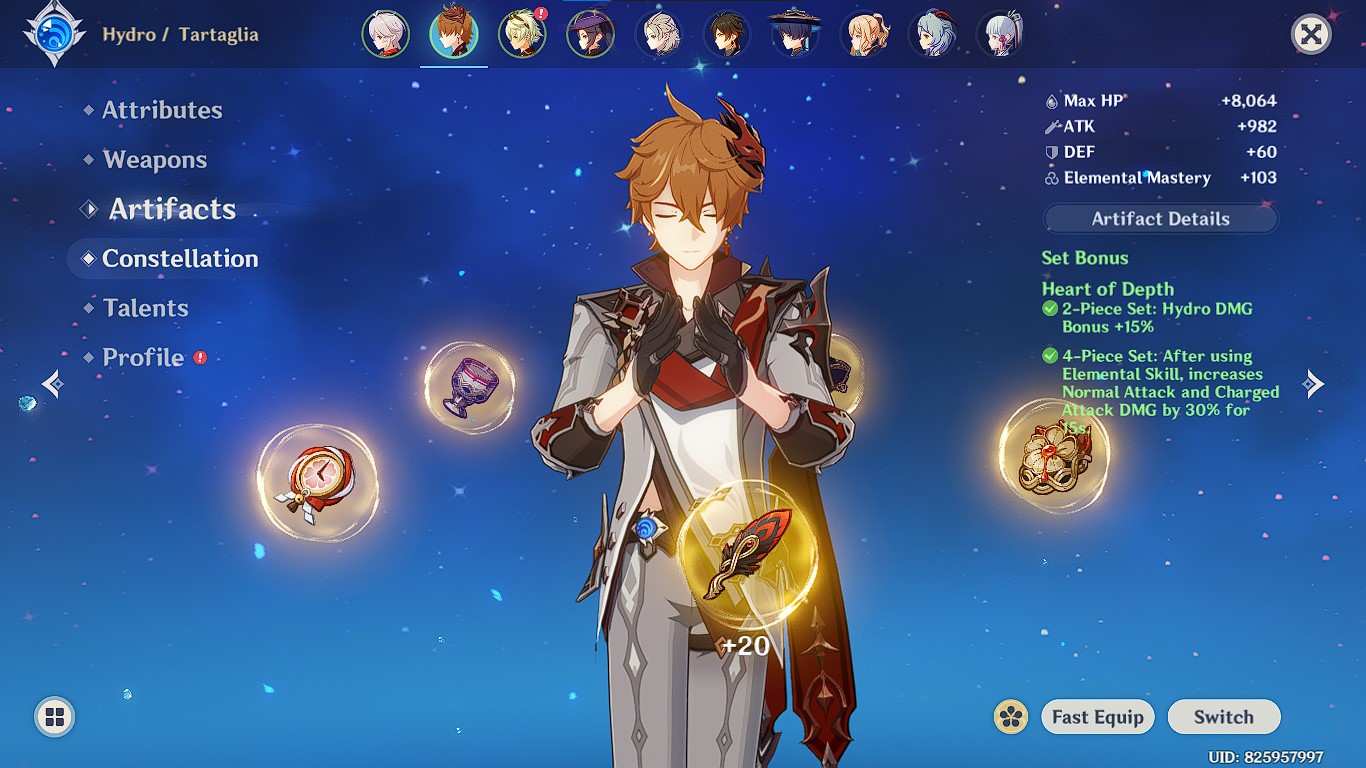 Hydro / Tartaglia
Attributes
Weapons
Artifacts
Constellation
Talents
Profile
+20
Max HP +8,064
ATK +982
DEF +60
Elemental Mastery +103
Artifact Details
Set Bonus
Heart of Depth
2-Piece Set: Hydro DMG
Bonus +15%
4-Piece Set: After using
Elemental Skill, increases
Normal Attack and Charged
Attack DMG by 30% for
15s.
Fast Equip
Switch
UID: 825957997